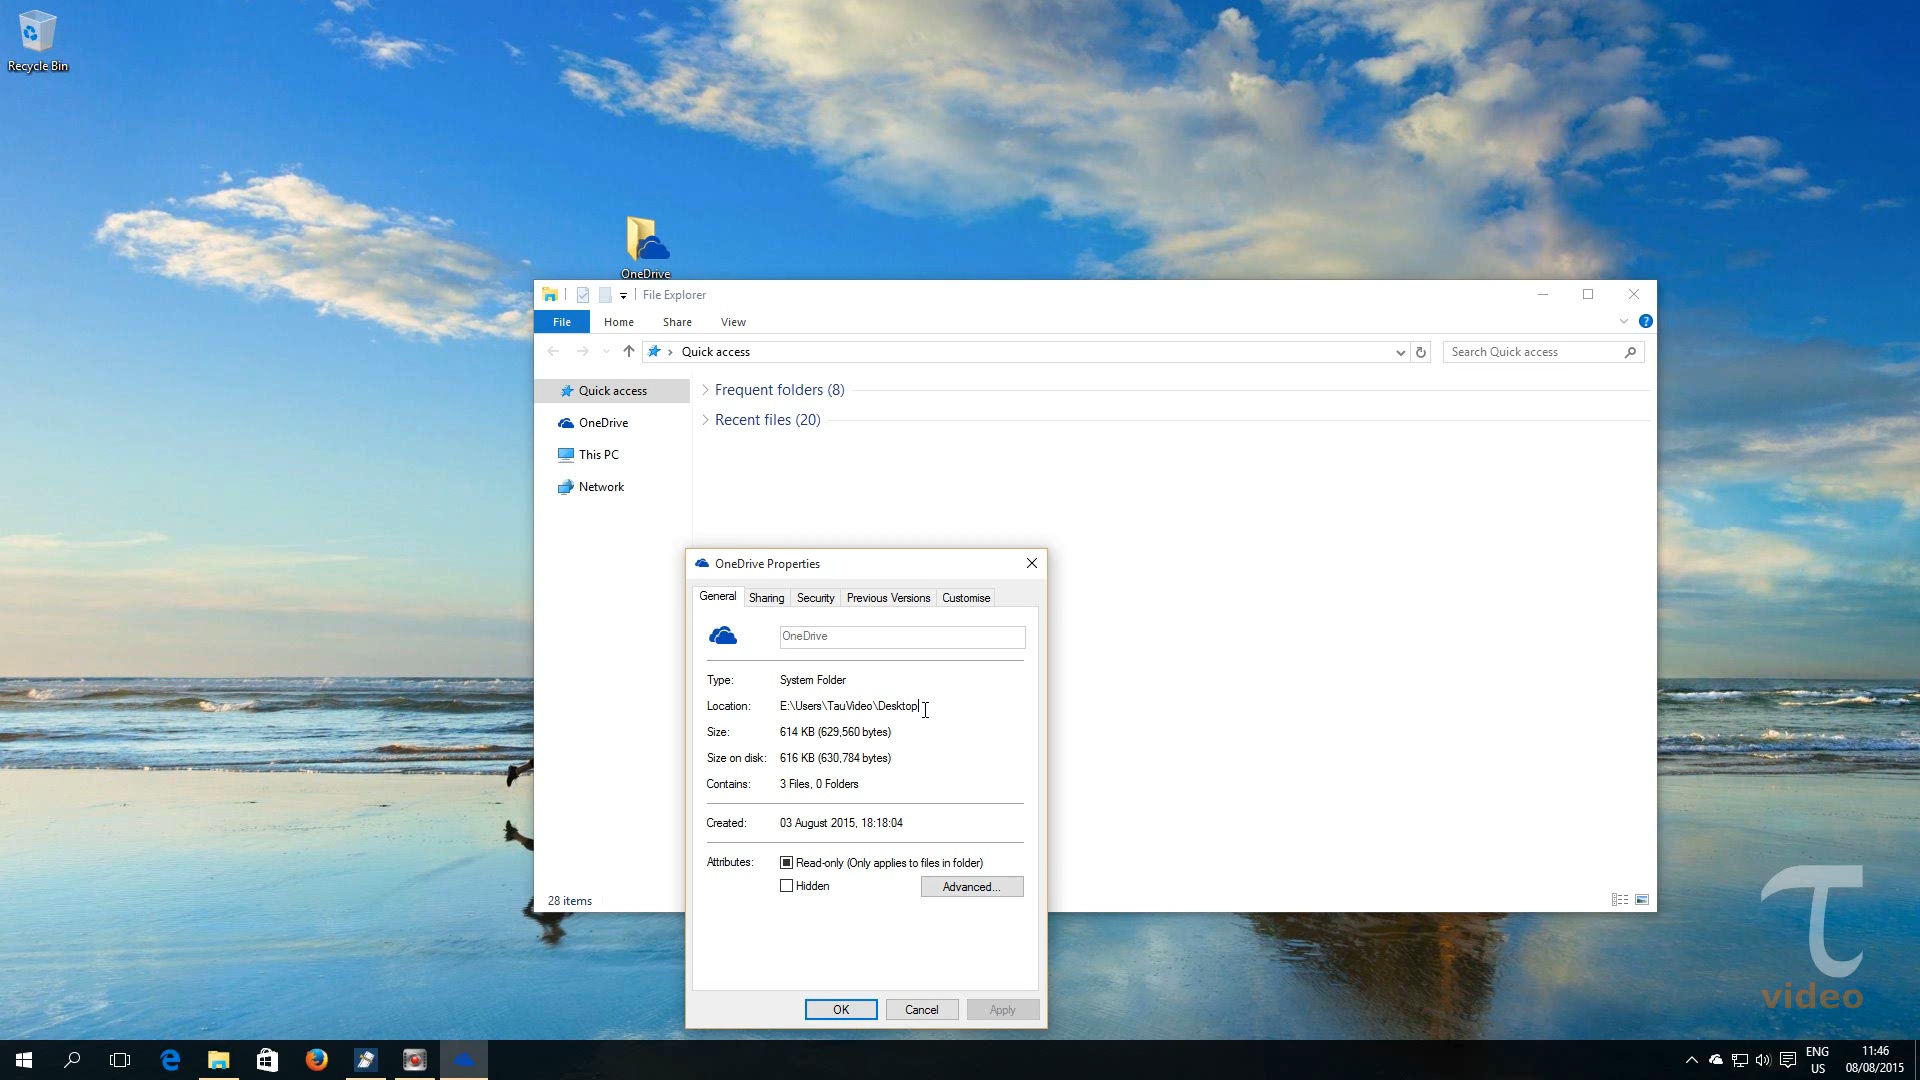 Recycle Bin
OneDrive
File Explorer
File Home Share View
Quick access
Search Quick access
Quick access
OneDrive
This PC
Network
Frequent folders (8)
Recent files (20)
28 items
OneDrive Properties
General Sharing Security Previous Versions Customise
OneDrive
Type: System Folder
Location: E:\Users\TauVideo\Desktop
Size: 614 KB (629,560 bytes)
Size on disk: 616 KB (630,784 bytes)
Contains: 3 Files, 0 Folders
Created: 03 August 2015, 18:18:04
Attributes: Read-only (Only applies to files in folder)
Hidden
Advanced...
OK Cancel Apply
τ
video
ENG
US
11:46
08/08/2015